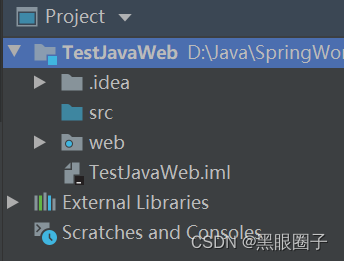 Project
TestJavaWeb D:\Java\SpringWor
.idea
src
web
TestJavaWeb.iml
External Libraries
Scratches and Consoles
CSDN @黑眼圈子